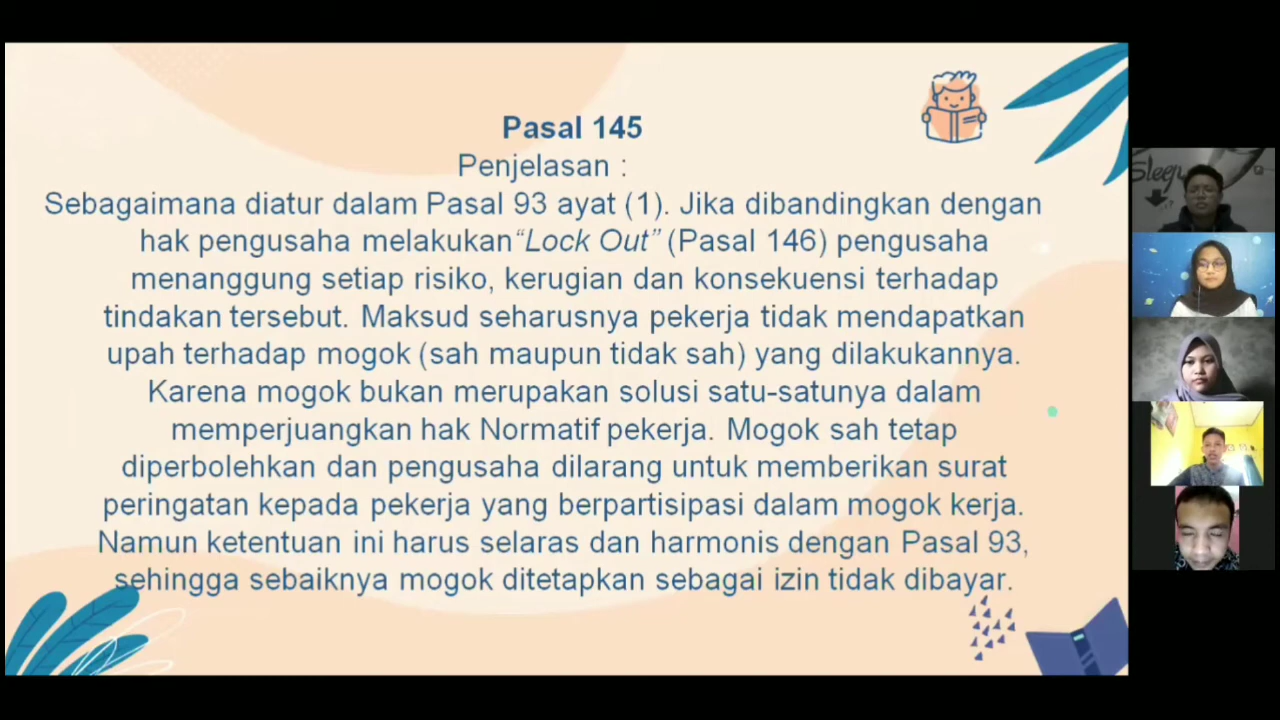 Pasal 145
Penjelasan :
Sebagaimana diatur dalam Pasal 93 ayat (1). Jika dibandingkan dengan
hak pengusaha melakukan“Lock Out” (Pasal 146) pengusaha
menanggung setiap risiko, kerugian dan konsekuensi terhadap
tindakan tersebut. Maksud seharusnya pekerja tidak mendapatkan
upah terhadap mogok (sah maupun tidak sah) yang dilakukannya.
Karena mogok bukan merupakan solusi satu-satunya dalam
memperjuangkan hak Normatif pekerja. Mogok sah tetap
diperbolehkan dan pengusaha dilarang untuk memberikan surat
peringatan kepada pekerja yang berpartisipasi dalam mogok kerja.
Namun ketentuan ini harus selaras dan harmonis dengan Pasal 93,
sehingga sebaiknya mogok ditetapkan sebagai izin tidak dibayar.
Sleep